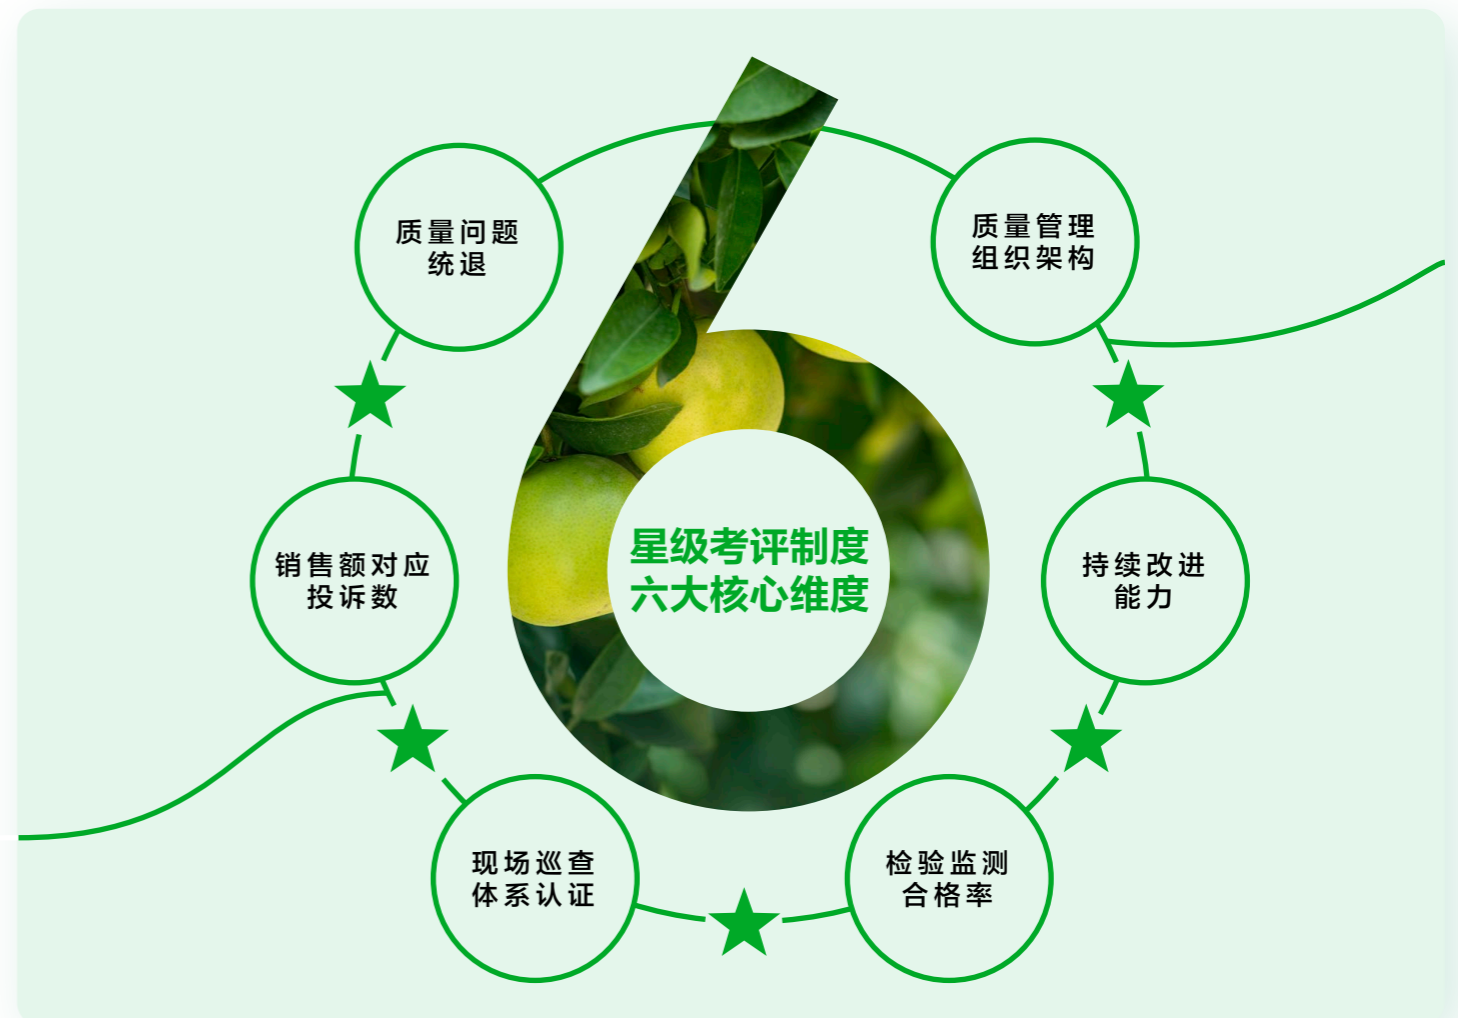 质量问题
统退
质量管理
组织架构
星级考评制度
六大核心维度
销售额对应
投诉数
持续改进
能力
现场巡查
体系认证
检验监测
合格率